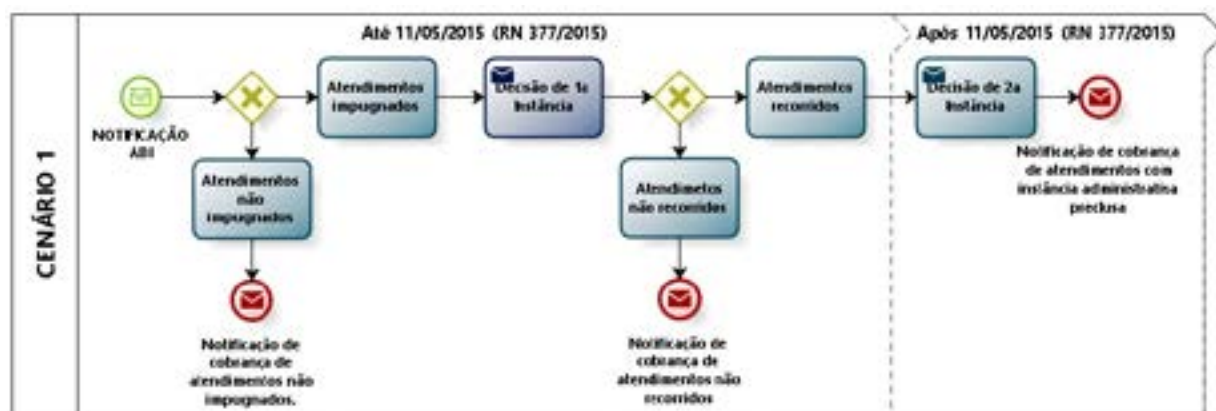 Até 11/05/2015 (RN 377/2015)
Após 11/05/2015 (RN 377/2015)
CENÁRIO 1
NOTIFICAÇÃO
ABI
Atendimentos
impugnados
Decisão de 1a
Instância
Atendimentos
recorridos
Decisão de 2a
Instância
Atendimentos
não
impugnados
Atendimetos
não recorridos
Notificação de cobrança
de atendimentos com
instância administrativa
preclusa
Notificação de
cobrança de
atendimentos não
impugnados.
Notificação de
cobrança de
atendimentos não
recorridos